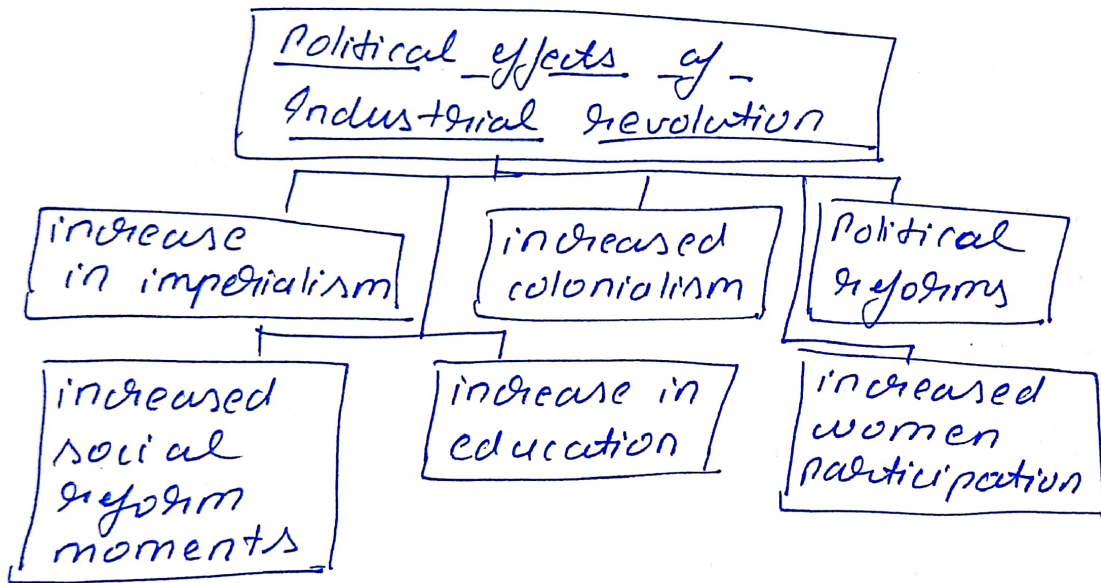 Political effects of
Industrial revolution
increase
in imperialism
increased
colonialism
Political
reforms
increased
social
reform
moments
increase in
education
increased
women
participation